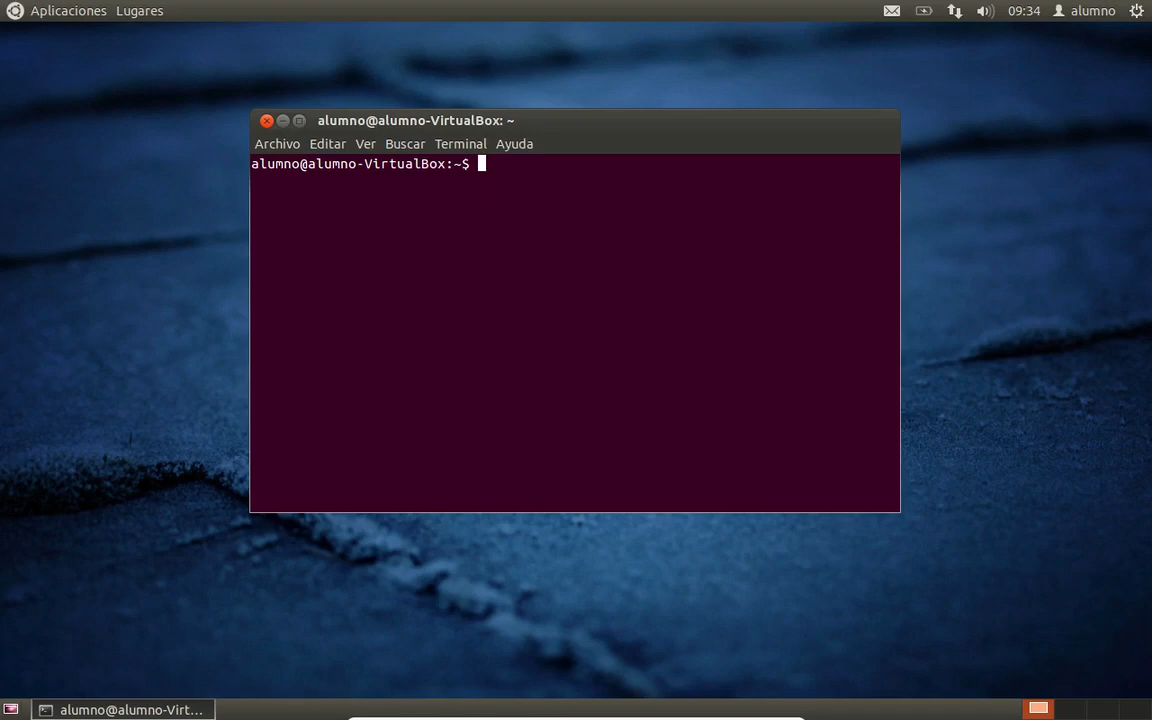 Aplicaciones Lugares 09:34 alumno
alumno@alumno-VirtualBox: ~
Archivo Editar Ver Buscar Terminal Ayuda
alumno@alumno-VirtualBox:~$
alumno@alumno-Virt...